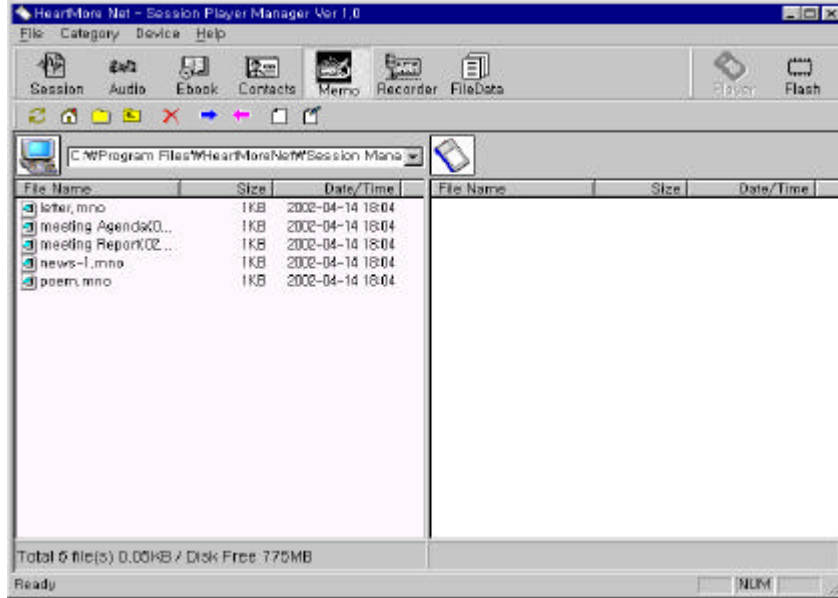 HeartMore Net - Session Player Manager Ver 1,0
File Category Device Help
Session Audio Ebook Contacts Memo Recorder FileData Player Flash
C:₩Program Files₩HeartMoreNet₩Session Mana
File Name Size Date/Time File Name Size Date/Time
letter,mno 1KB 2002-04-14 18:04
meeting Agenda(0... 1KB 2002-04-14 18:04
meeting Report(02... 1KB 2002-04-14 18:04
news-1,mno 1KB 2002-04-14 18:04
poem,mno 1KB 2002-04-14 18:04
Total 5 file(s) 0.05KB / Disk Free 775MB
Ready NUM